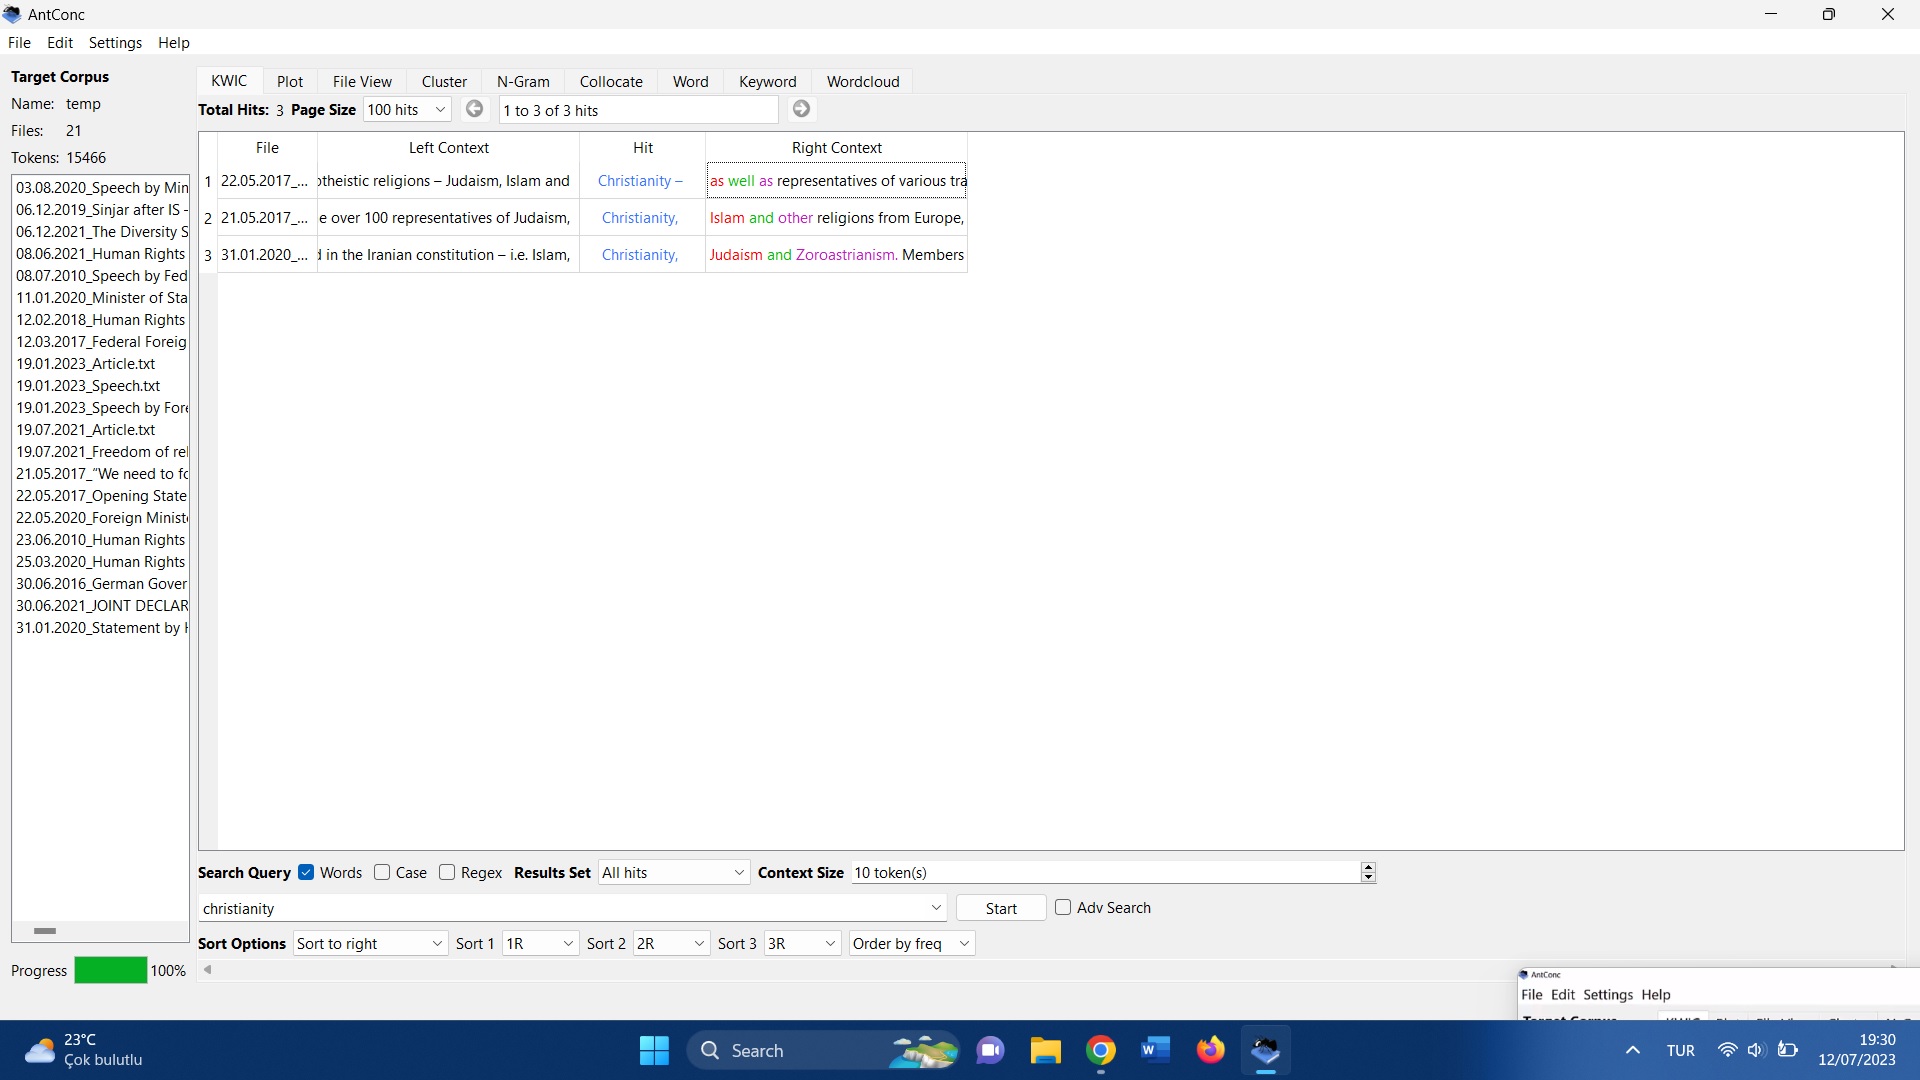 AntConc
File Edit Settings Help
Target Corpus
Name: temp
Files: 21
Tokens: 15466
03.08.2020_Speech by Min
06.12.2019_Sinjar after IS -
06.12.2021_The Diversity S
08.06.2021_Human Rights
08.07.2010_Speech by Fed
11.01.2020_Minister of Sta
12.02.2018_Human Rights
12.03.2017_Federal Foreig
19.01.2023_Article.txt
19.01.2023_Speech.txt
19.01.2023_Speech by Fore
19.07.2021_Article.txt
19.07.2021_Freedom of rel
21.05.2017_“We need to fo
22.05.2017_Opening State
22.05.2020_Foreign Ministe
23.06.2010_Human Rights
25.03.2020_Human Rights
30.06.2016_German Gover
30.06.2021_JOINT DECLAR
31.01.2020_Statement by H
Progress 100%
KWIC Plot File View Cluster N-Gram Collocate Word Keyword Wordcloud
Total Hits: 3 Page Size 100 hits 1 to 3 of 3 hits
File Left Context Hit Right Context
1 22.05.2017_... otheistic religions – Judaism, Islam and Christianity – as well as representatives of various tra
2 21.05.2017_... e over 100 representatives of Judaism, Christianity, Islam and other religions from Europe,
3 31.01.2020_... d in the Iranian constitution – i.e. Islam, Christianity, Judaism and Zoroastrianism. Members
Search Query Words Case Regex Results Set All hits Context Size 10 token(s)
christianity Start Adv Search
Sort Options Sort to right Sort 1 1R Sort 2 2R Sort 3 3R Order by freq
AntConc
File Edit Settings Help
23°C
Çok bulutlu
Search
TUR
19:30
12/07/2023